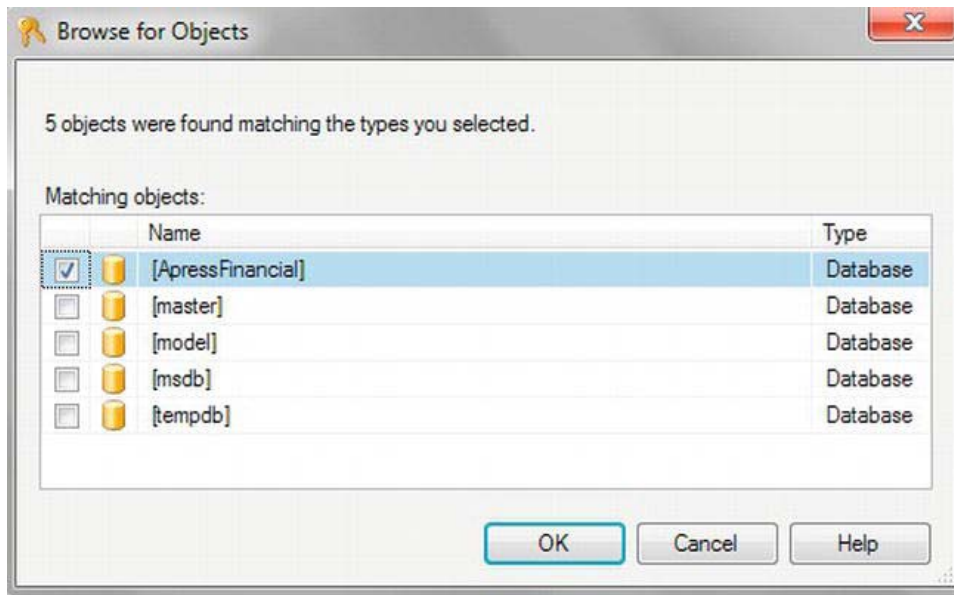 Browse for Objects
5 objects were found matching the types you selected.
Matching objects:
Name Type
[ApressFinancial] Database
[master] Database
[model] Database
[msdb] Database
[tempdb] Database
OK Cancel Help